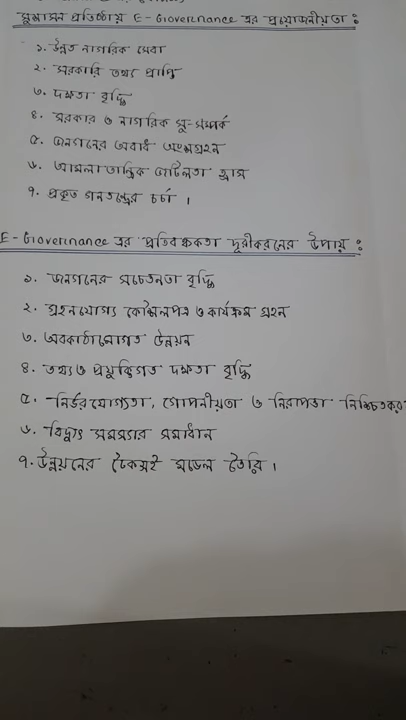 সুশাসন প্রতিষ্ঠায় E-Governance এর প্রয়োজনীয়তা :
১. উন্নত নাগরিক সেবা
২. সরকারি তথ্য প্রাপ্তি
৩. দক্ষতা বৃদ্ধি
৪. সরকার ও নাগরিক সু-সম্পর্ক
৫. জনগনের অবাধ অংশগ্রহন
৬. আমলাতান্ত্রিক জটিলতা হ্রাস
৭. প্রকৃত গনতন্ত্রের চর্চা ।
E-Governance এর প্রতিবন্ধকতা দূরীকরনের উপায় :
১. জনগনের সচেতনতা বৃদ্ধি
২. গ্রহনযোগ্য কৌশলপত্র ও কার্যক্রম গ্রহন
৩. অবকাঠামোগত উন্নয়ন
৪. তথ্য ও প্রযুক্তিগত দক্ষতা বৃদ্ধি
৫. নির্ভরযোগ্যতা, গোপনীয়তা ও নিরাপত্তা নিশ্চিতকরন
৬. বিদ্যুৎ সমস্যার সমাধান
৭. উন্নয়নের টেকসই মডেল তৈরি ।